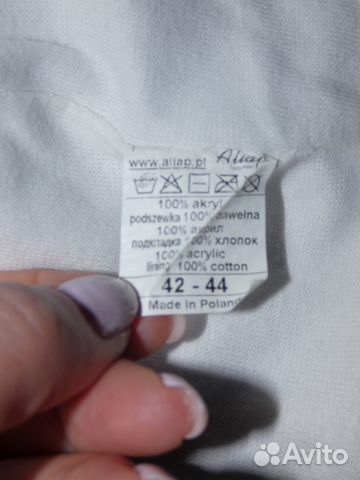 www.aliap.pl Aliap
100% akryl
podszewka 100% bawełna
100% акрил
подкладка 100% хлопок
100% acrylic
lining 100% cotton
42 - 44
Made in Poland
Avito